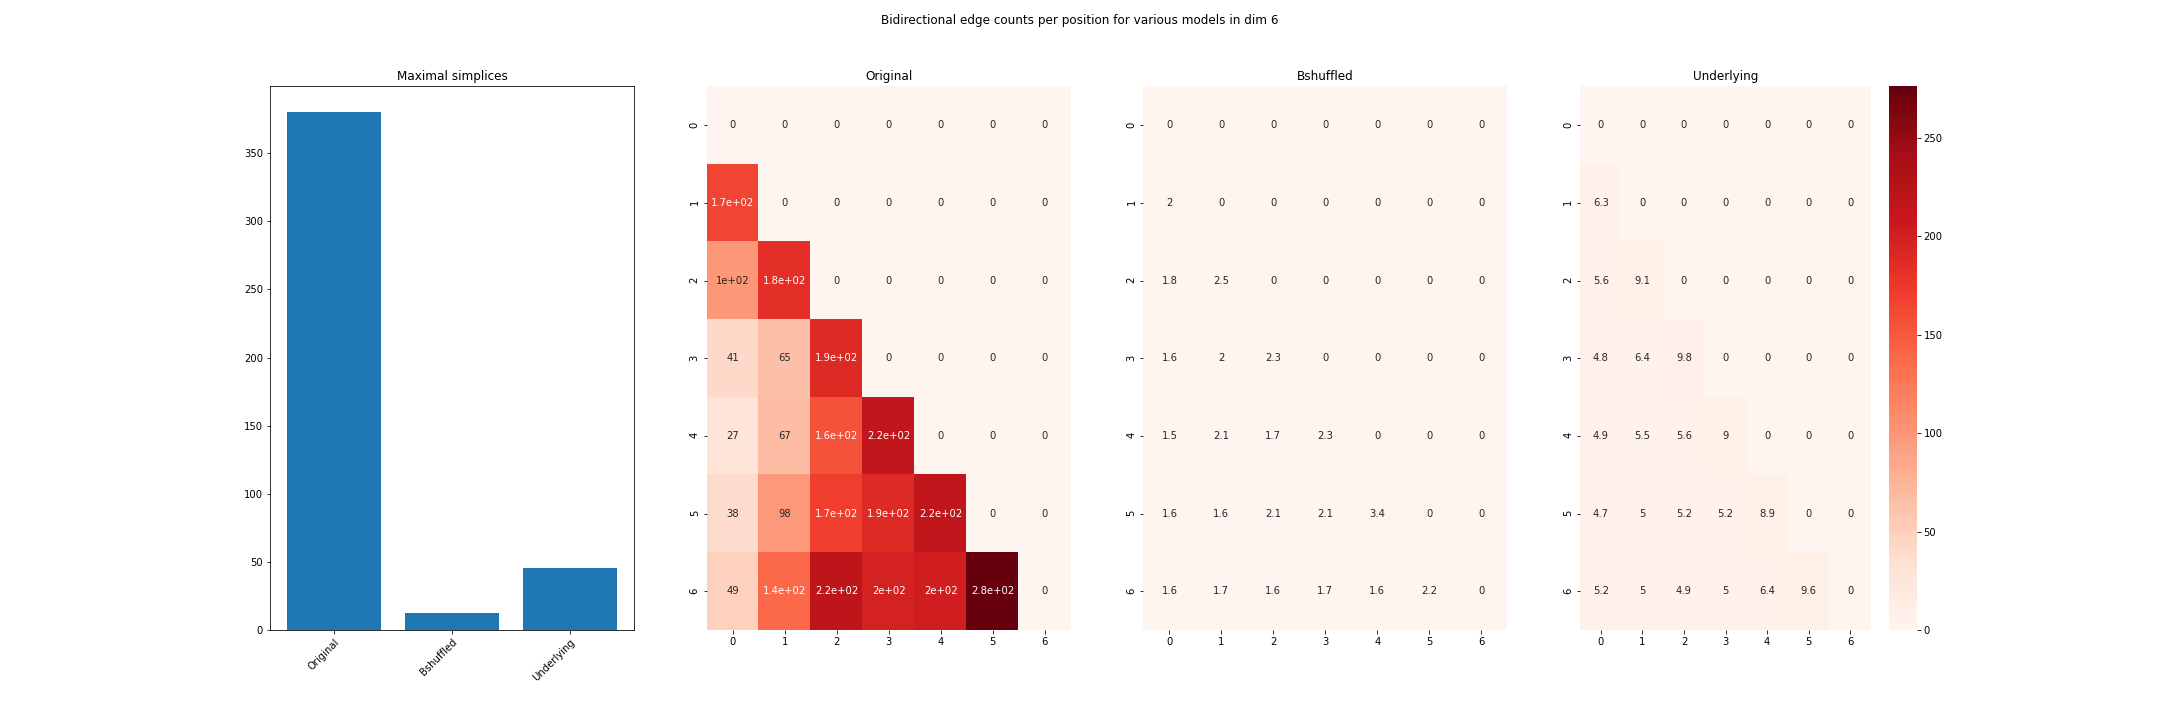 Bidirectional edge counts per position for various models in dim 6
Maximal simplices
350
300
250
200
150
100
50
0
Original
Bshuffled
Underlying
Original
0 0 0 0 0 0 0 0
1 1.7e+02 0 0 0 0 0 0
2 1e+02 1.8e+02 0 0 0 0 0
3 41 65 1.9e+02 0 0 0 0
4 27 67 1.6e+02 2.2e+02 0 0 0
5 38 98 1.7e+02 1.9e+02 2.2e+02 0 0
6 49 1.4e+02 2.2e+02 2e+02 2e+02 2.8e+02 0
0 1 2 3 4 5 6
Bshuffled
0 0 0 0 0 0 0 0
1 2 0 0 0 0 0 0
2 1.8 2.5 0 0 0 0 0
3 1.6 2 2.3 0 0 0 0
4 1.5 2.1 1.7 2.3 0 0 0
5 1.6 1.6 2.1 2.1 3.4 0 0
6 1.6 1.7 1.6 1.7 1.6 2.2 0
0 1 2 3 4 5 6
Underlying
0 0 0 0 0 0 0 0
1 6.3 0 0 0 0 0 0
2 5.6 9.1 0 0 0 0 0
3 4.8 6.4 9.8 0 0 0 0
4 4.9 5.5 5.6 9 0 0 0
5 4.7 5 5.2 5.2 8.9 0 0
6 5.2 5 4.9 5 6.4 9.6 0
0 1 2 3 4 5 6
250
200
150
100
50
0